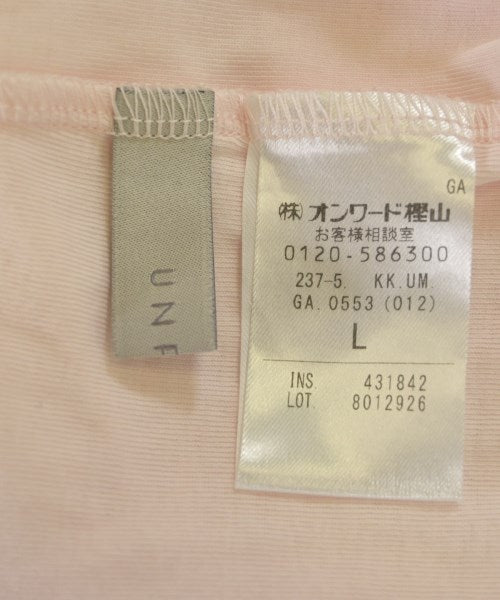 UNF
GA
㈱オンワード樫山
お客様相談室
0120-586300
237-5. KK.UM.
GA.0553(012)
L
INS 431842
LOT. 8012926